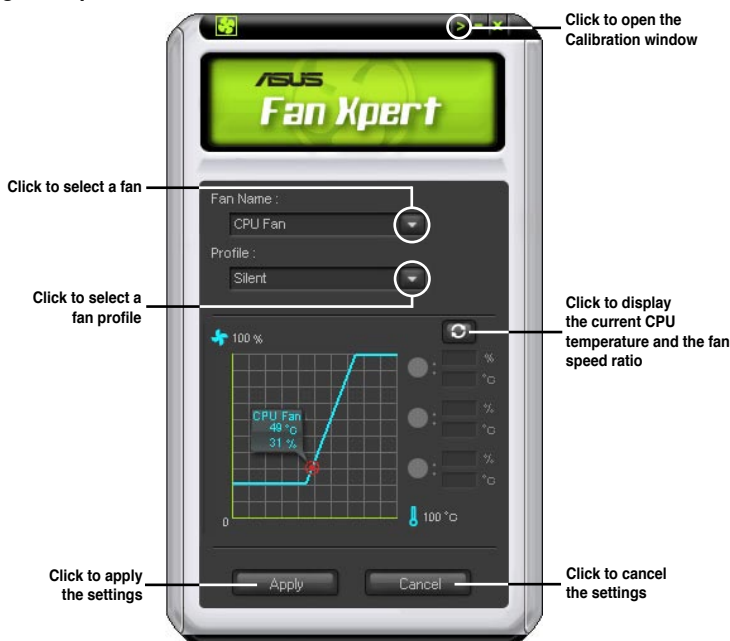 Click to open the
Calibration window
/SUS
Fan Xpert
Click to select a fan
Fan Name :
CPU Fan
Profile :
Silent
Click to select a
fan profile
Click to display
the current CPU
temperature and the fan
speed ratio
100 %
%
°C
CPU Fan
49 °C
31 %
%
°C
%
°C
0
100 °C
Click to apply
the settings
Apply
Cancel
Click to cancel
the settings